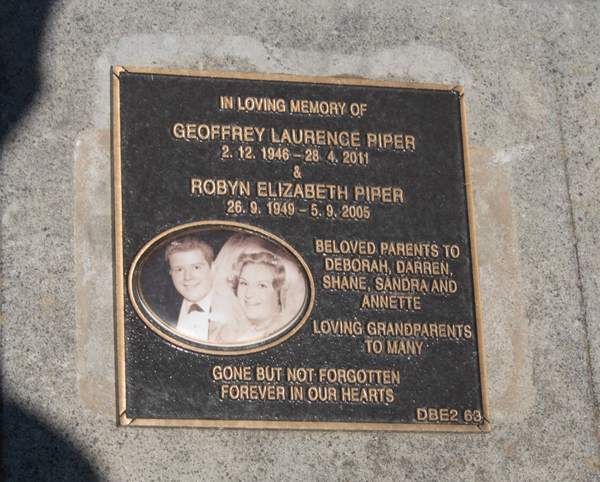 IN LOVING MEMORY OF
GEOFFREY LAURENCE PIPER
2. 12. 1946 – 28 4. 2011
&
ROBYN ELIZABETH PIPER
26. 9. 1949 – 5. 9. 2005
BELOVED PARENTS TO
DEBORAH, DARREN,
SHANE, SANDRA AND
ANNETTE
LOVING GRANDPARENTS
TO MANY
GONE BUT NOT FORGOTTEN
FOREVER IN OUR HEARTS
DBE2 63